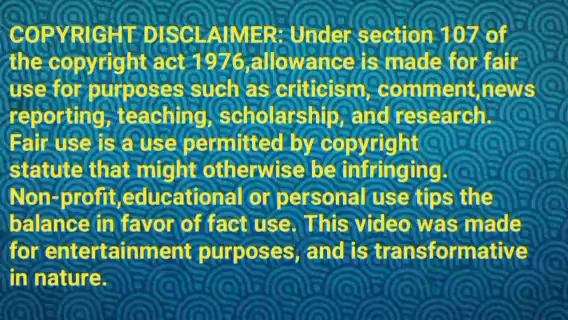 COPYRIGHT DISCLAIMER: Under section 107 of
the copyright act 1976,allowance is made for fair
use for purposes such as criticism, comment,news
reporting, teaching, scholarship, and research.
Fair use is a use permitted by copyright
statute that might otherwise be infringing.
Non-profit,educational or personal use tips the
balance in favor of fact use. This video was made
for entertainment purposes, and is transformative
in nature.